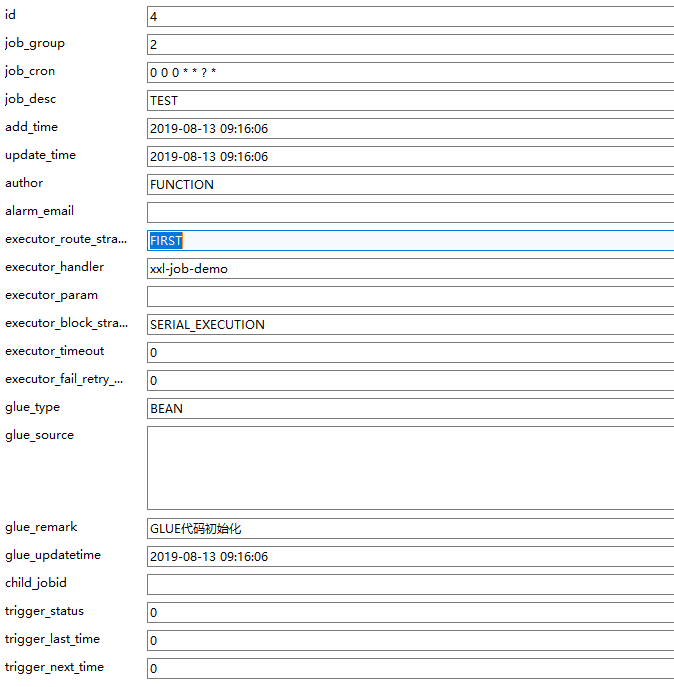 id 4
job_group 2
job_cron 0 0 0 * * ? *
job_desc TEST
add_time 2019-08-13 09:16:06
update_time 2019-08-13 09:16:06
author FUNCTION
alarm_email
executor_route_stra... FIRST
executor_handler xxl-job-demo
executor_param
executor_block_stra... SERIAL_EXECUTION
executor_timeout 0
executor_fail_retry_... 0
glue_type BEAN
glue_source
glue_remark GLUE代码初始化
glue_updatetime 2019-08-13 09:16:06
child_jobid
trigger_status 0
trigger_last_time 0
trigger_next_time 0